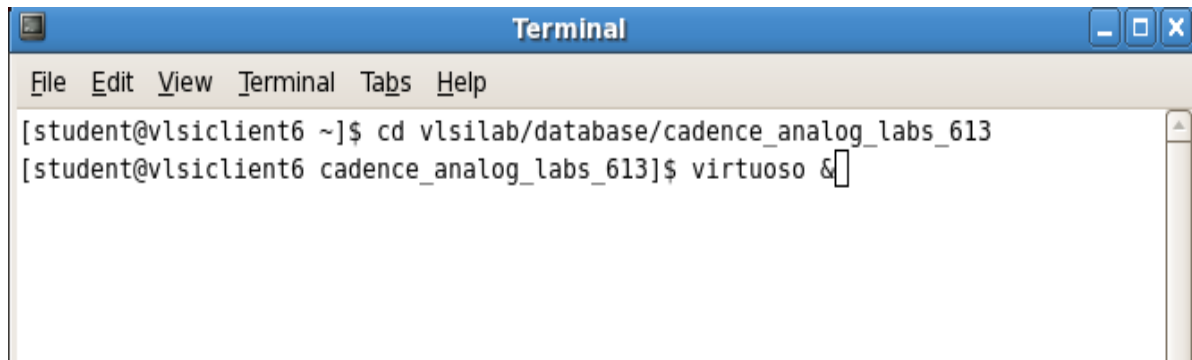 Terminal
File Edit View Terminal Tabs Help
[student@vlsiclient6 ~]$ cd vlsilab/database/cadence_analog_labs_613
[student@vlsiclient6 cadence_analog_labs_613]$ virtuoso &